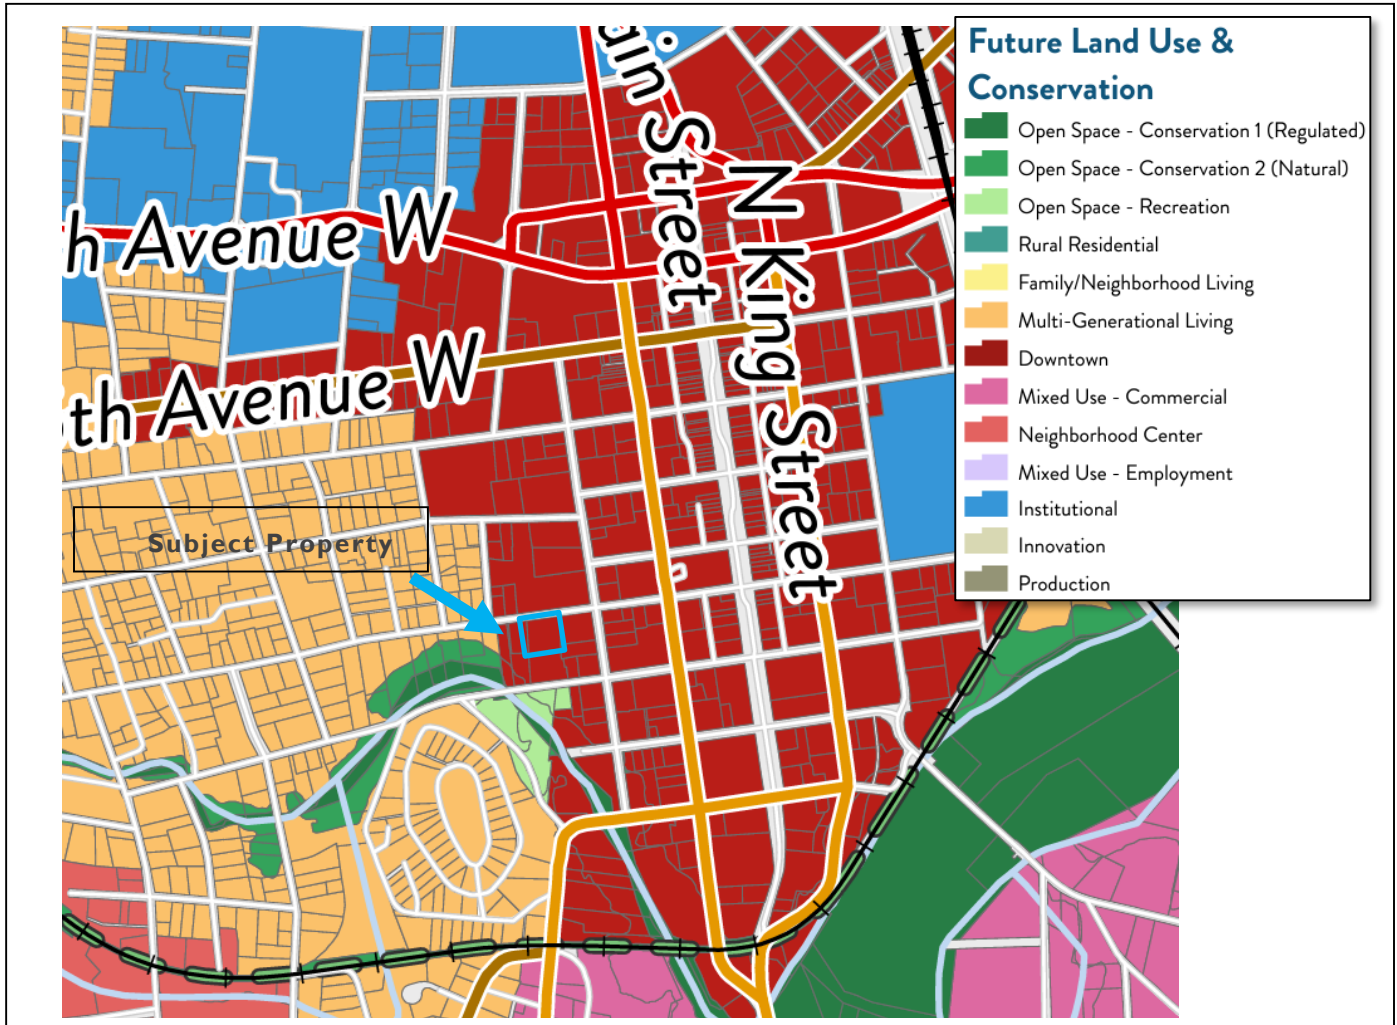 ain Street
N King Street
h Avenue W
th Avenue W
Subject Property
Future Land Use &
Conservation
Open Space - Conservation 1 (Regulated)
Open Space - Conservation 2 (Natural)
Open Space - Recreation
Rural Residential
Family/Neighborhood Living
Multi-Generational Living
Downtown
Mixed Use - Commercial
Neighborhood Center
Mixed Use - Employment
Institutional
Innovation
Production